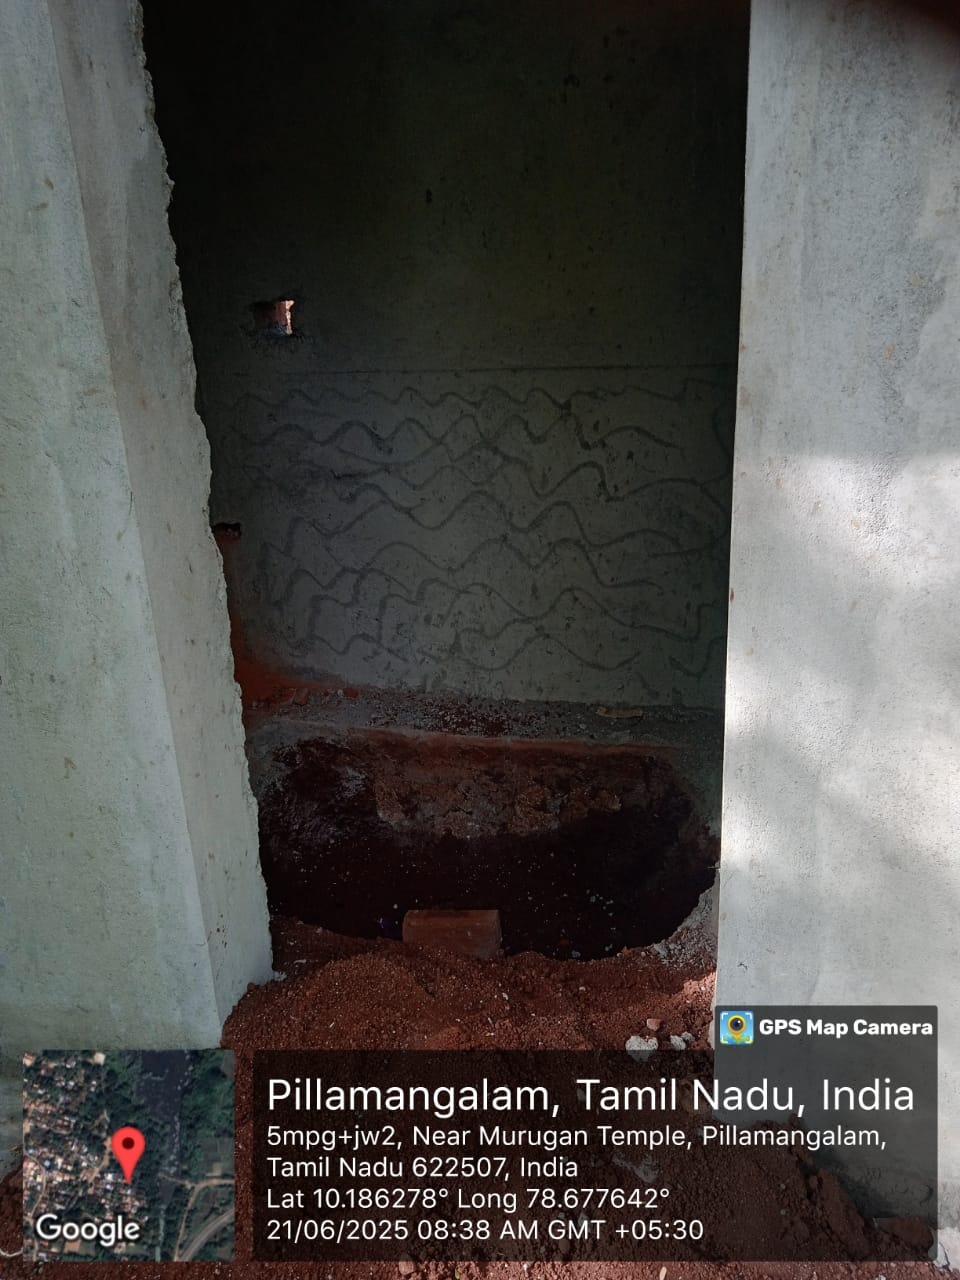 GPS Map Camera
Pillamangalam, Tamil Nadu, India
5mpg+jw2, Near Murugan Temple, Pillamangalam,
Tamil Nadu 622507, India
Lat 10.186278° Long 78.677642°
21/06/2025 08:38 AM GMT +05:30
Google